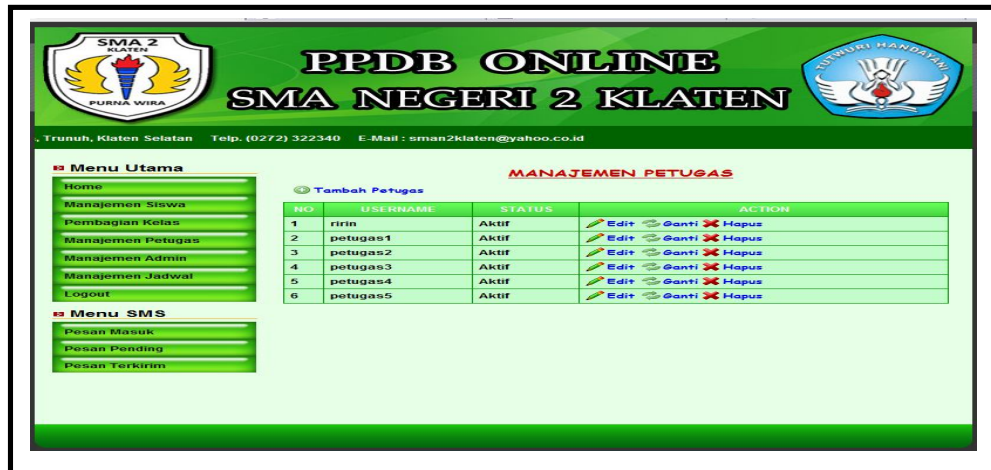 SMA 2
KLATEN
PURNA WIRA
PPDB ONLINE
SMA NEGERI 2 KLATEN
TUTWURI HANDAYANI
, Trunuh, Klaten Selatan Telp. (0272) 322340 E-Mail : sman2klaten@yahoo.co.id
Menu Utama
Home
Manajemen Siswa
Pembagian Kelas
Manajemen Petugas
Manajemen Admin
Manajemen Jadwal
Logout
Menu SMS
Pesan Masuk
Pesan Pending
Pesan Terkirim
MANAJEMEN PETUGAS
Tambah Petugas
NO USERNAME STATUS ACTION
1 ririn Aktif Edit Ganti Hapus
2 petugas1 Aktif Edit Ganti Hapus
3 petugas2 Aktif Edit Ganti Hapus
4 petugas3 Aktif Edit Ganti Hapus
5 petugas4 Aktif Edit Ganti Hapus
6 petugas5 Aktif Edit Ganti Hapus